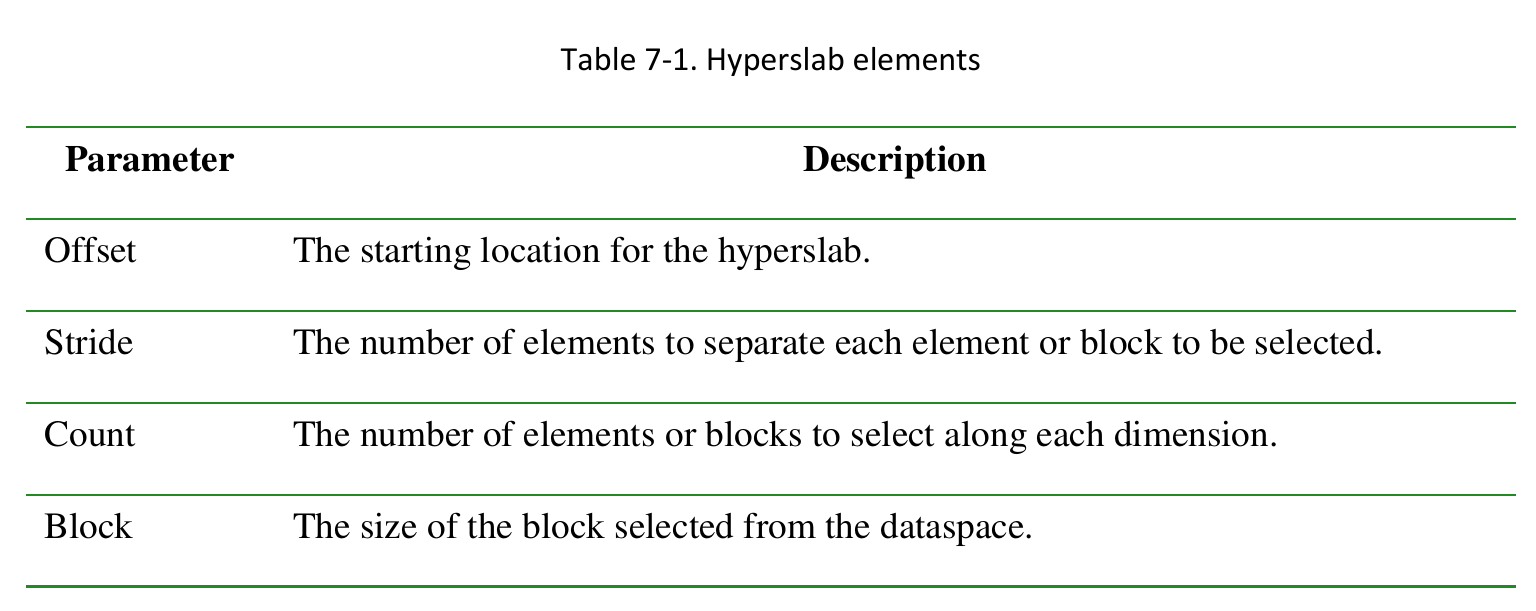 Table 7-1. Hyperslab elements
Parameter Description
Offset The starting location for the hyperslab.
Stride The number of elements to separate each element or block to be selected.
Count The number of elements or blocks to select along each dimension.
Block The size of the block selected from the dataspace.